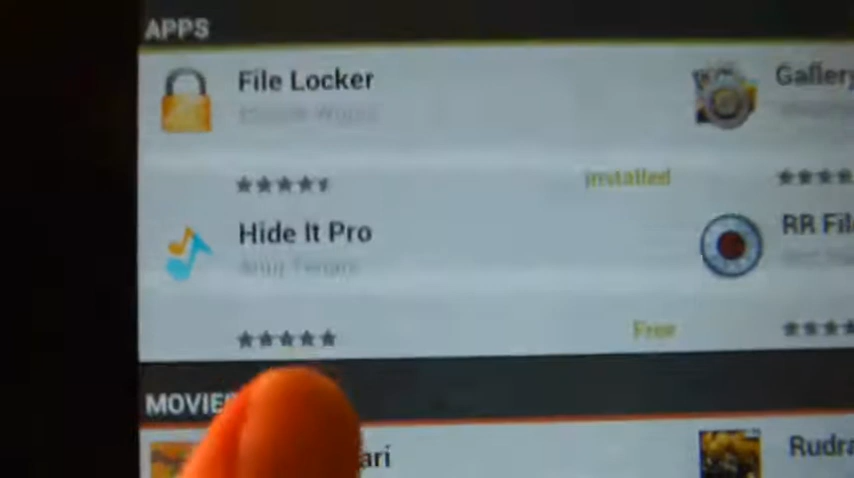 APPS
File Locker
Gallery
installed
Hide It Pro
RR Fil
Free
MOVIE
ari
Rudra